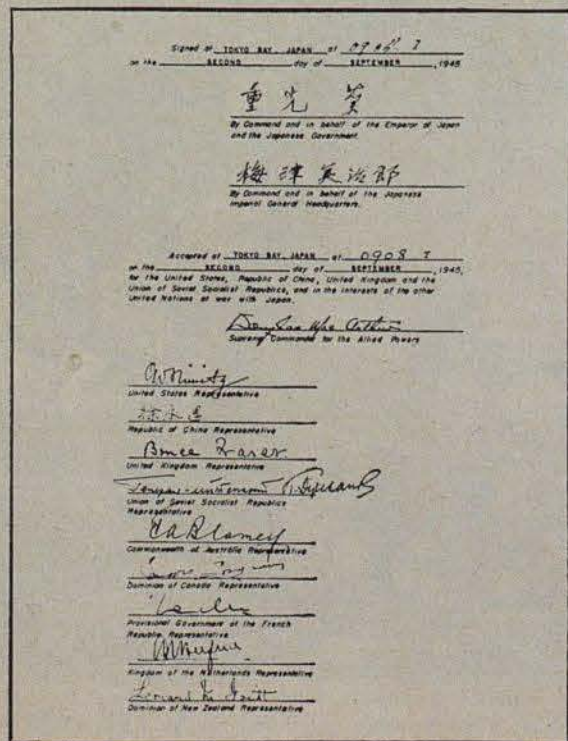 Signed at TOKYO BAY, JAPAN at 0904 I
on the SECOND day of SEPTEMBER, 1945
重光葵
By Command and in behalf of the Emperor of Japan
and the Japanese Government.
梅津美治郎
By Command and in behalf of the Japanese
Imperial General Headquarters.
Accepted at TOKYO BAY, JAPAN at 0908 I
on the SECOND day of SEPTEMBER, 1945,
for the United States, Republic of China, United Kingdom and the
Union of Soviet Socialist Republics, and in the interests of the other
United Nations at war with Japan.
Douglas MacArthur
Supreme Commander for the Allied Powers
C.W. Nimitz
United States Representative
徐永昌
Republic of China Representative
Bruce Fraser
United Kingdom Representative
Union of Soviet Socialist Republics
Representative
T.A. Blamey
Commonwealth of Australia Representative
Dominion of Canada Representative
Provisional Government of the French
Republic Representative
Kingdom of the Netherlands Representative
Leonard M. Isitt
Dominion of New Zealand Representative